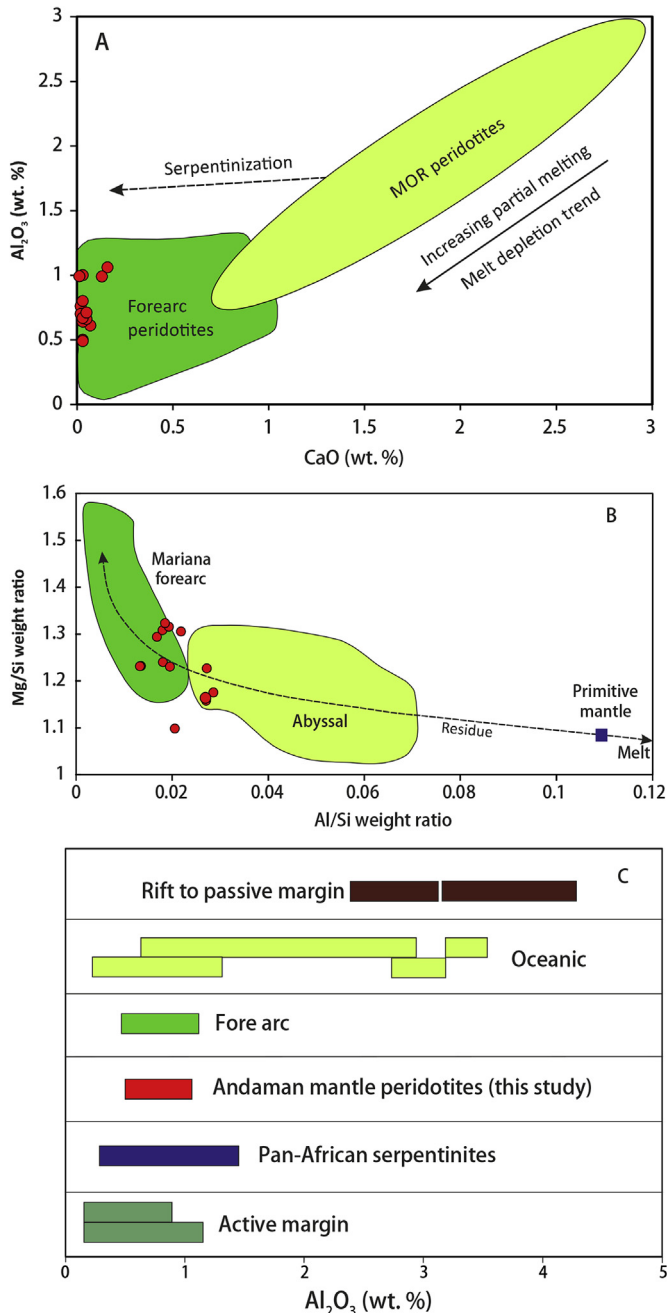 A
3
2.5
2
1.5
1
0.5
0
Al₂O₃ (wt. %)
Serpentinization
MOR peridotites
Increasing partial melting
Melt depletion trend
Forearc
peridotites
0 0.5 1 1.5 2 2.5 3
CaO (wt. %)
B
1.6
1.5
1.4
1.3
1.2
1.1
1
Mg/Si weight ratio
Mariana
forearc
Abyssal
Residue
Primitive
mantle
Melt
0 0.02 0.04 0.06 0.08 0.1 0.12
Al/Si weight ratio
C
Rift to passive margin
Oceanic
Fore arc
Andaman mantle peridotites (this study)
Pan-African serpentinites
Active margin
0 1 2 3 4 5
Al₂O₃ (wt. %)